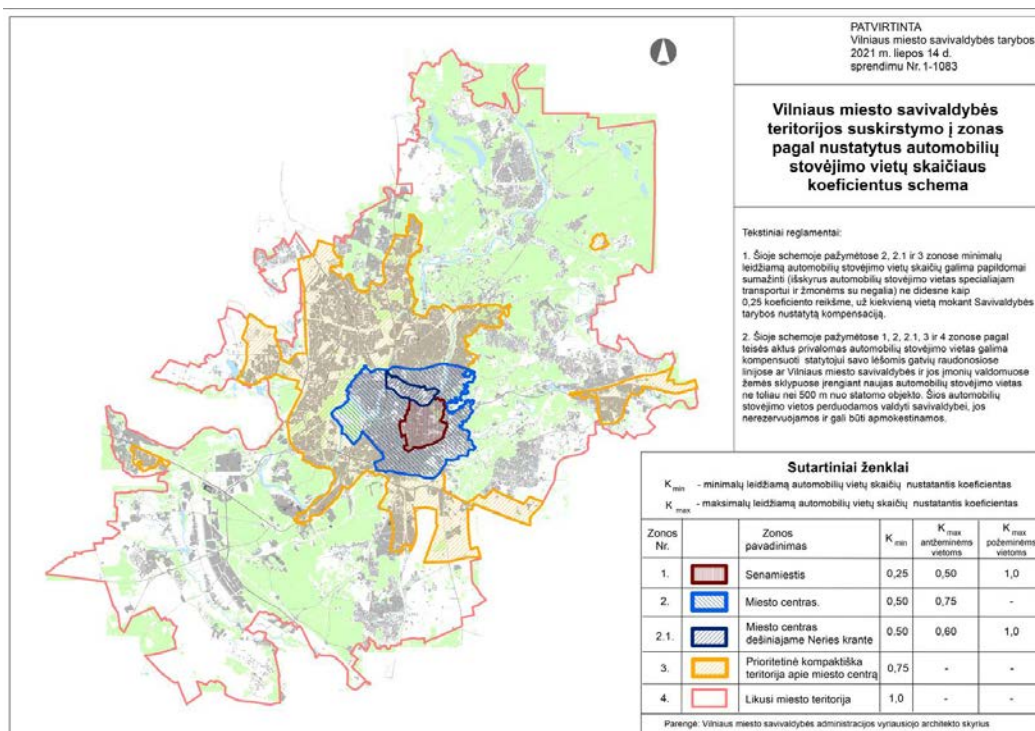 PATVIRTINTA
Vilniaus miesto savivaldybės tarybos
2021 m. liepos 14 d.
sprendimu Nr. 1-1083
Vilniaus miesto savivaldybės
teritorijos suskirstymo į zonas
pagal nustatytus automobilių
stovėjimo vietų skaičiaus
koeficientus schema
Tekstiniai reglamentai:
1. Šioje schemoje pažymėtose 2, 2.1 ir 3 zonose minimalų
leidžiamą automobilių stovėjimo vietų skaičių galima papildomai
sumažinti (išskyrus automobilių stovėjimo vietas specialiajam
transportui ir žmonėms su negalia) ne didesne kaip
0,25 koeficiento reikšme, už kiekvieną vietą mokant Savivaldybės
tarybos nustatytą kompensaciją.
2. Šioje schemoje pažymėtose 1, 2, 2.1, 3 ir 4 zonose pagal
teisės aktus privalomas automobilių stovėjimo vietas galima
kompensuoti statytojui savo lėšomis gatvių raudonosiose
linijose ar Vilniaus miesto savivaldybės ir jos įmonių valdomuose
žemės sklypuose įrengiant naujas automobilių stovėjimo vietas
ne toliau nei 500 m nuo statomo objekto. Šios automobilių
stovėjimo vietos perduodamos valdyti savivaldybei, jos
nerezervuojamos ir gali būti apmokestinamos.
Sutartiniai ženklai
K min - minimalų leidžiamą automobilių vietų skaičių nustatantis koeficientas
K max - maksimalų leidžiamą automobilių vietų skaičių nustatantis koeficientas
Zonos Nr. Zonos pavadinimas K min K max antžeminėms vietoms K max požeminėms vietoms
1. Senamiestis 0,25 0,50 1,0
2. Miesto centras. 0,50 0,75 -
2.1. Miesto centras dešiniajame Neries krante 0.50 0,60 1,0
3. Prioritetinė kompaktiška teritorija apie miesto centrą 0,75 - -
4. Likusi miesto teritorija 1,0 - -
Parengė: Vilniaus miesto savivaldybės administracijos vyriausiojo architekto skyrius